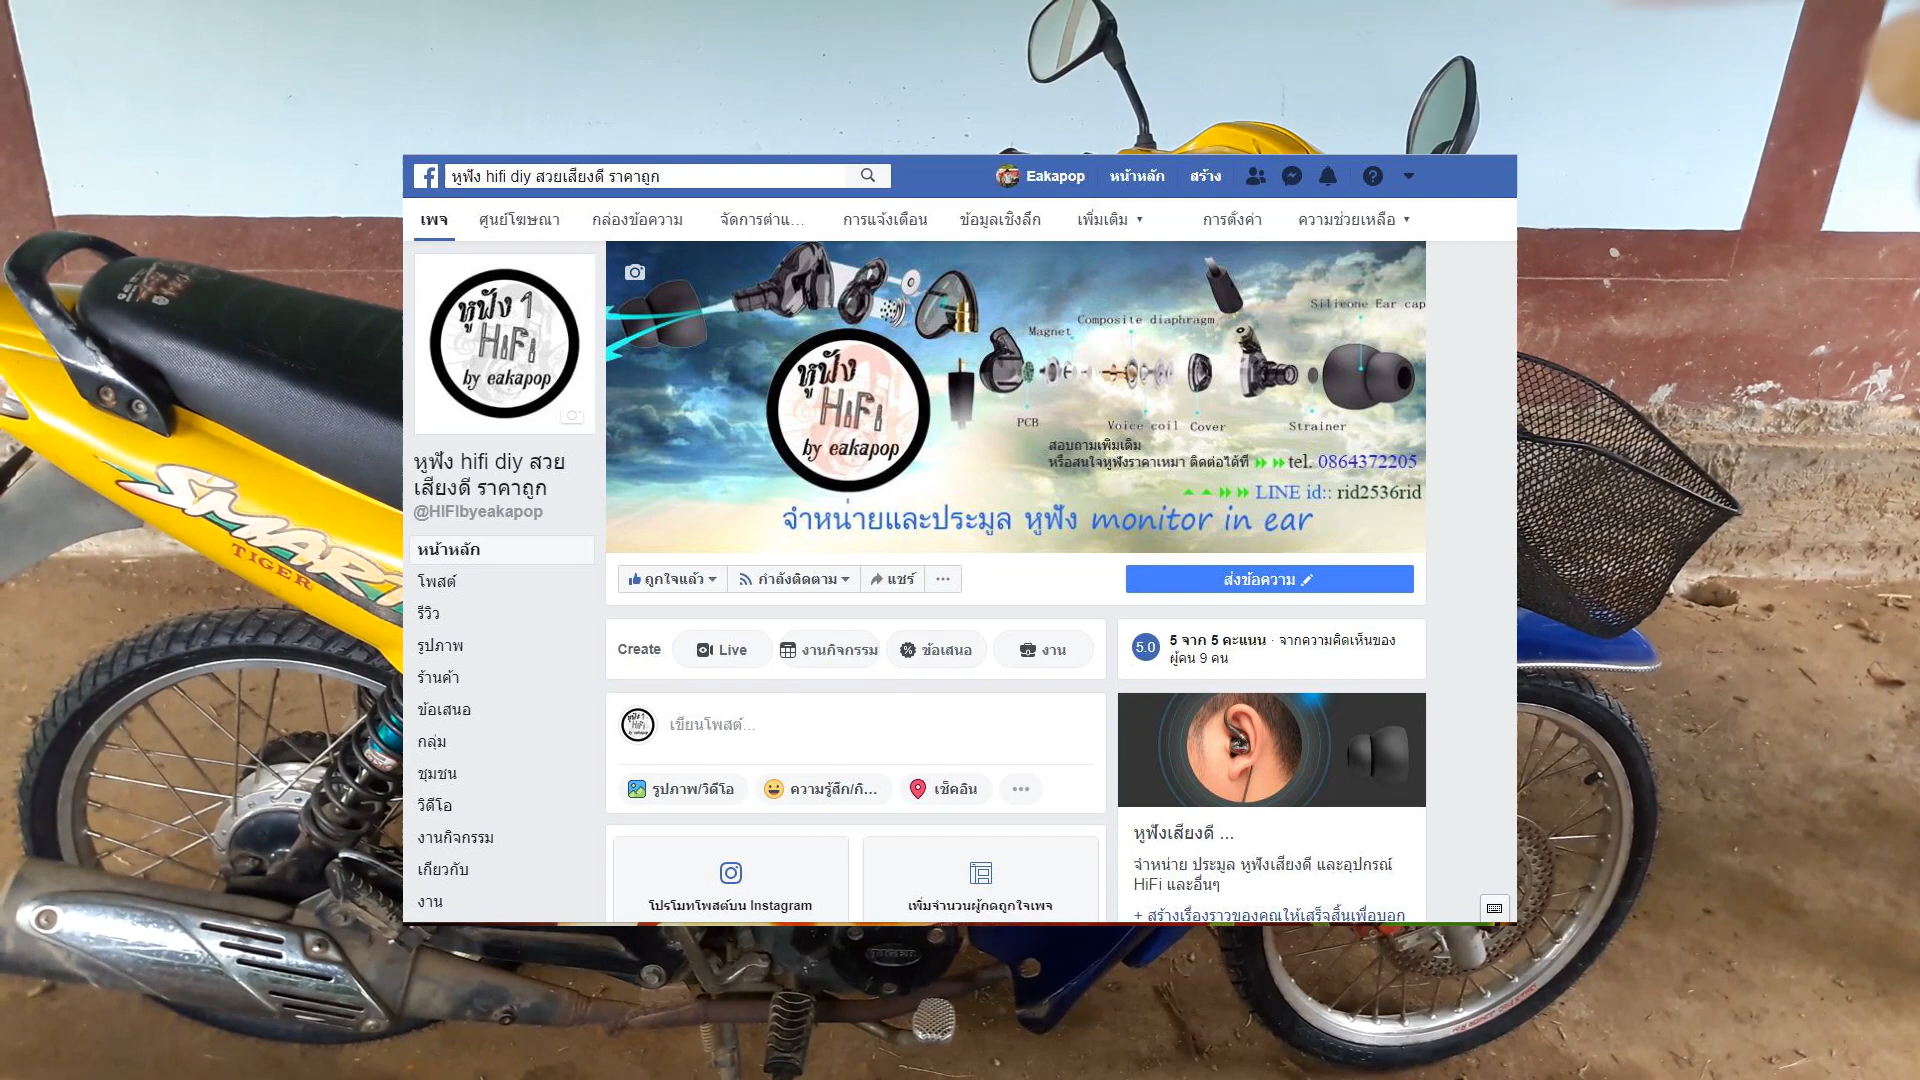 หูฟัง hifi diy สวยเสียงดี ราคาถูก
Eakapop
หน้าหลัก
สร้าง
เพจ
ศูนย์โฆษณา
กล่องข้อความ
จัดการตำแ...
การแจ้งเตือน
ข้อมูลเชิงลึก
เพิ่มเติม
การตั้งค่า
ความช่วยเหลือ
หูฟัง 1
HiFi
by eakapop
หูฟัง hifi diy สวย
เสียงดี ราคาถูก
@HIFIbyeakapop
หน้าหลัก
โพสต์
รีวิว
รูปภาพ
ร้านค้า
ข้อเสนอ
กลุ่ม
ชุมชน
วิดีโอ
งานกิจกรรม
เกี่ยวกับ
งาน
Silicone Ear cap
Composite diaphragm
Magnet
PCB
Voice coil
Cover
Strainer
หูฟัง
HiFi
by eakapop
สอบถามเพิ่มเติม
หรือสนใจหูฟังราคาเหมา ติดต่อได้ที่ tel. 0864372205
LINE id:: rid2536rid
จำหน่ายและประมูล หูฟัง monitor in ear
ถูกใจแล้ว
กำลังติดตาม
แชร์
ส่งข้อความ
Create
Live
งานกิจกรรม
ข้อเสนอ
งาน
5.0
5 จาก 5 คะแนน · จากความคิดเห็นของ
ผู้คน 9 คน
เขียนโพสต์...
รูปภาพ/วิดีโอ
ความรู้สึก/กิ...
เช็คอิน
โปรโมทโพสต์บน Instagram
เพิ่มจำนวนผู้กดถูกใจเพจ
หูฟังเสียงดี ...
จำหน่าย ประมูล หูฟังเสียงดี และอุปกรณ์
HiFi และอื่นๆ
+ สร้างเรื่องราวของคุณให้เสร็จสิ้นเพื่อบอก
SMART
TIGER
TIGER